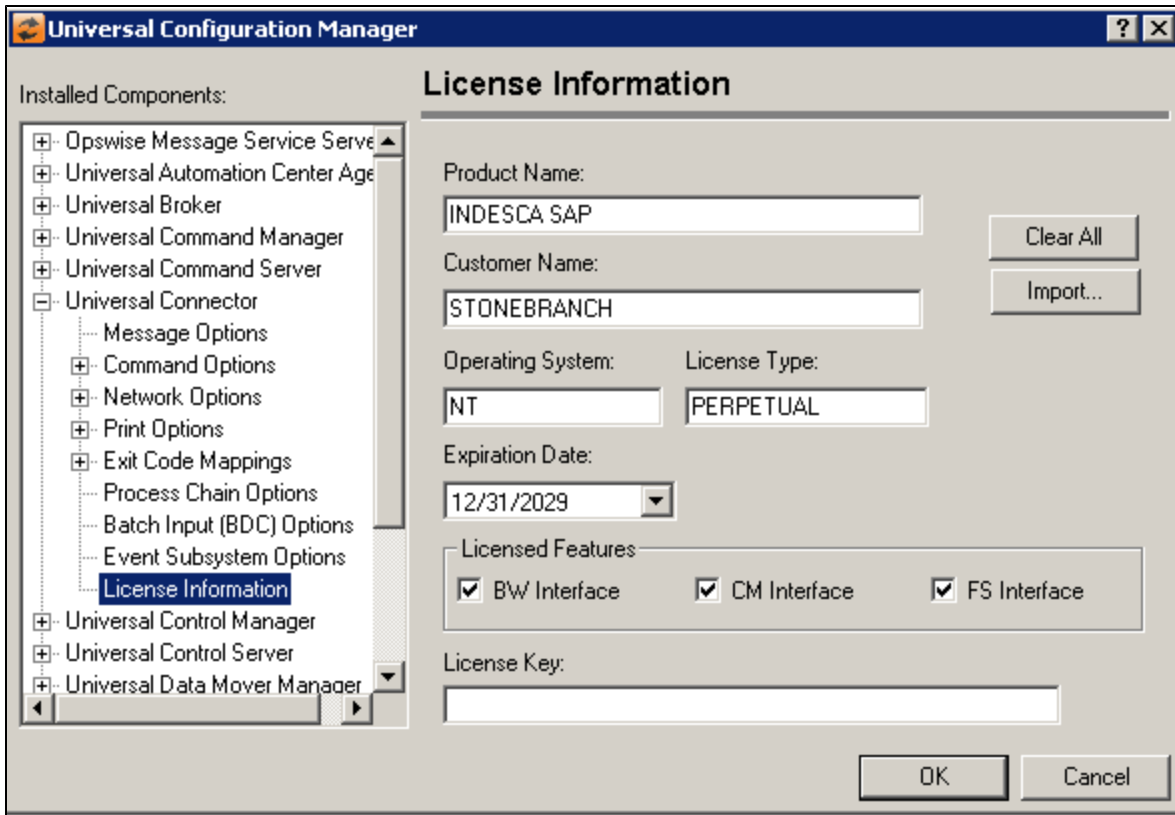 Universal Configuration Manager
Installed Components:
Opswise Message Service Serve
Universal Automation Center Age
Universal Broker
Universal Command Manager
Universal Command Server
Universal Connector
Message Options
Command Options
Network Options
Print Options
Exit Code Mappings
Process Chain Options
Batch Input (BDC) Options
Event Subsystem Options
License Information
Universal Control Manager
Universal Control Server
Universal Data Mover Manager
License Information
Product Name:
INDESCA SAP
Clear All
Customer Name:
Import...
STONEBRANCH
Operating System: License Type:
NT PERPETUAL
Expiration Date:
12/31/2029
Licensed Features
BW Interface CM Interface FS Interface
License Key:
OK Cancel